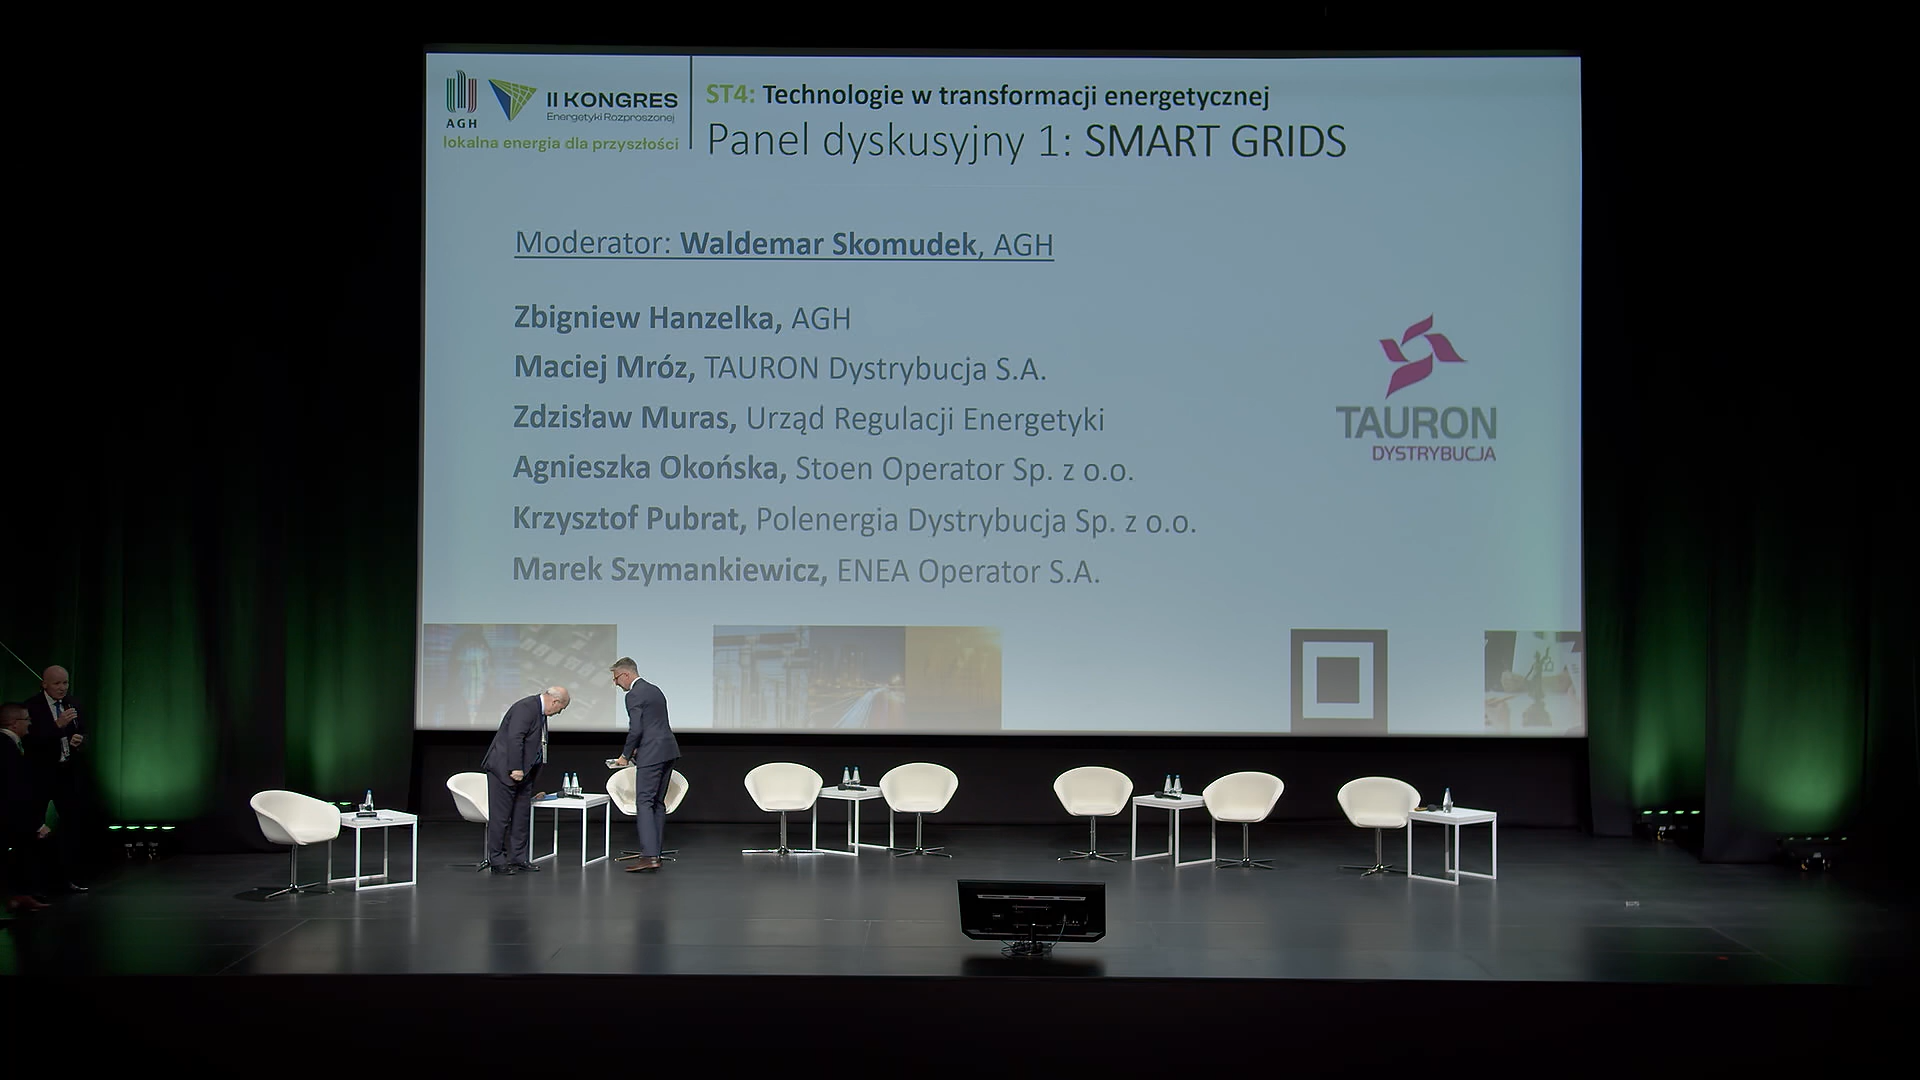 AGH
II KONGRES
Energetyki Rozproszonej
lokalna energia dla przyszłości
ST4: Technologie w transformacji energetycznej
Panel dyskusyjny 1: SMART GRIDS
Moderator: Waldemar Skomudek, AGH
Zbigniew Hanzelka, AGH
Maciej Mróz, TAURON Dystrybucja S.A.
Zdzisław Muras, Urząd Regulacji Energetyki
Agnieszka Okońska, Stoen Operator Sp. z o.o.
Krzysztof Pubrat, Polenergia Dystrybucja Sp. z o.o.
Marek Szymankiewicz, ENEA Operator S.A.
TAURON
DYSTRYBUCJA